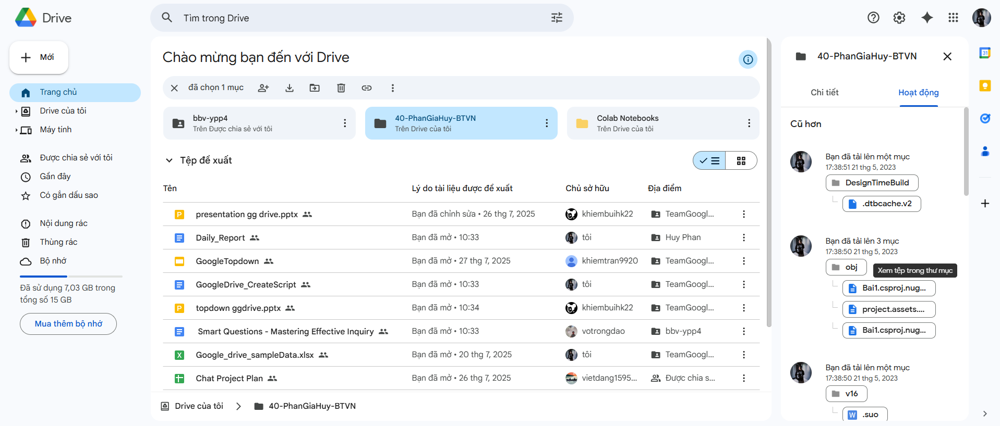 Drive
Tìm trong Drive
Mới
Trang chủ
Drive của tôi
Máy tính
Được chia sẻ với tôi
Gần đây
Có gắn dấu sao
Nội dung rác
Thùng rác
Bộ nhớ
Đã sử dụng 7,03 GB trong
tổng số 15 GB
Mua thêm bộ nhớ
Chào mừng bạn đến với Drive
đã chọn 1 mục
bbv-ypp4
Trên Được chia sẻ với tôi
40-PhanGiaHuy-BTVN
Trên Drive của tôi
Colab Notebooks
Trên Drive của tôi
Tệp đề xuất
Tên Lý do tài liệu được đề xuất Chủ sở hữu Địa điểm
P presentation gg drive.pptx Bạn đã chỉnh sửa • 26 thg 7, 2025 khiembuihk22 TeamGoogl...
Daily_Report Bạn đã mở • 10:33 tôi Huy Phan
GoogleTopdown Bạn đã mở • 27 thg 7, 2025 khiemtran9920 TeamGoogl...
GoogleDrive_CreateScript Bạn đã mở • 10:33 tôi TeamGoogl...
P topdown ggdrive.pptx Bạn đã mở • 10:34 khiembuihk22 TeamGoogl...
Smart Questions - Mastering Effective Inquiry Bạn đã mở • 10:33 votrongdao bbv-ypp4
X Google_drive_sampleData.xlsx Bạn đã mở • 20 thg 7, 2025 tôi TeamGoogl...
Chat Project Plan Bạn đã mở • 26 thg 7, 2025 vietdang1595... Được chia s...
Drive của tôi 40-PhanGiaHuy-BTVN
40-PhanGiaHuy-BTVN
Chi tiết Hoạt động
Cũ hơn
Bạn đã tải lên một mục
17:38:51 21 thg 5, 2023
DesignTimeBuild
.dtbcache.v2
Bạn đã tải lên 3 mục
17:38:50 21 thg 5, 2023
obj
Xem tệp trong thư mục
Bai1.csproj.nug...
project.assets....
Bai1.csproj.nug...
Bạn đã tải lên một mục
17:38:50 21 thg 5, 2023
v16
W .suo
31